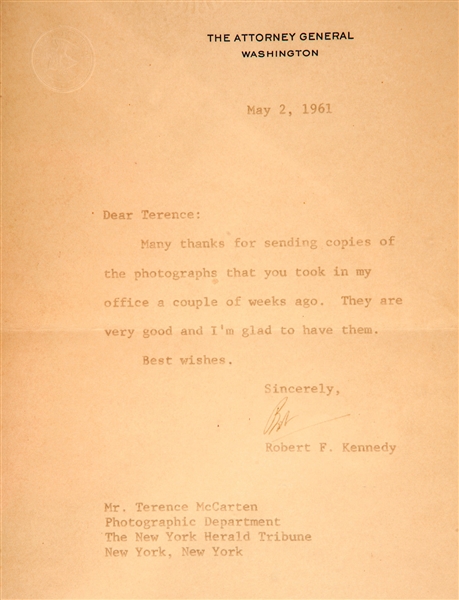 THE ATTORNEY GENERAL
WASHINGTON
May 2, 1961
Dear Terence:
Many thanks for sending copies of
the photographs that you took in my
office a couple of weeks ago. They are
very good and I'm glad to have them.
Best wishes.
Sincerely,
Bob
Robert F. Kennedy
Mr. Terence McCarten
Photographic Department
The New York Herald Tribune
New York, New York